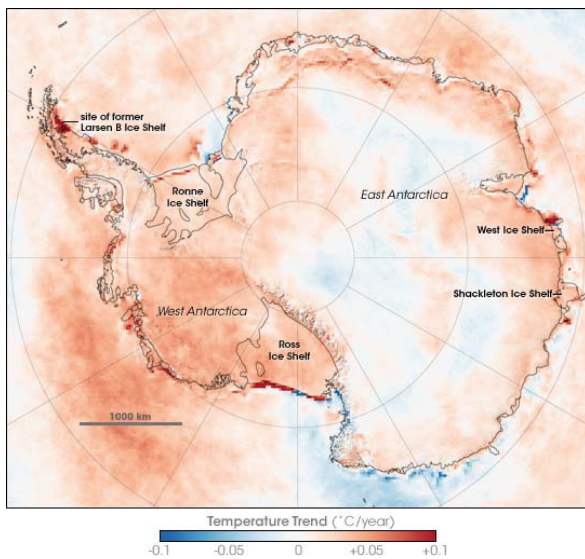 site of former
Larsen B Ice Shelf
Ronne
Ice Shelf
East Antarctica
West Ice Shelf
Shackleton Ice Shelf
West Antarctica
Ross
Ice Shelf
1000 km
Temperature Trend (˚C/year)
-0.1 -0.05 0 +0.05 +0.1